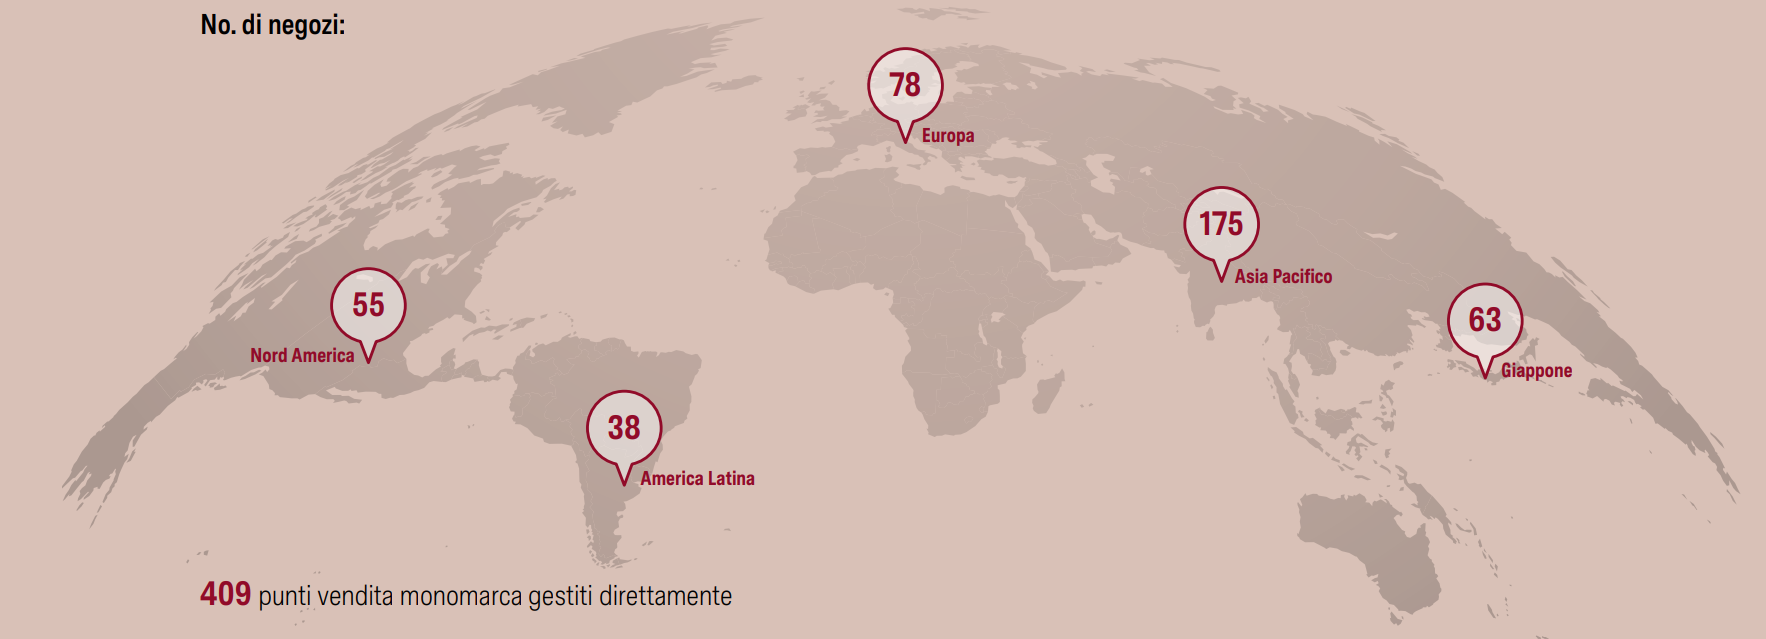 No. di negozi:
78
Europa
175
Asia Pacifico
55
Nord America
63
Giappone
38
America Latina
409 punti vendita monomarca gestiti direttamente